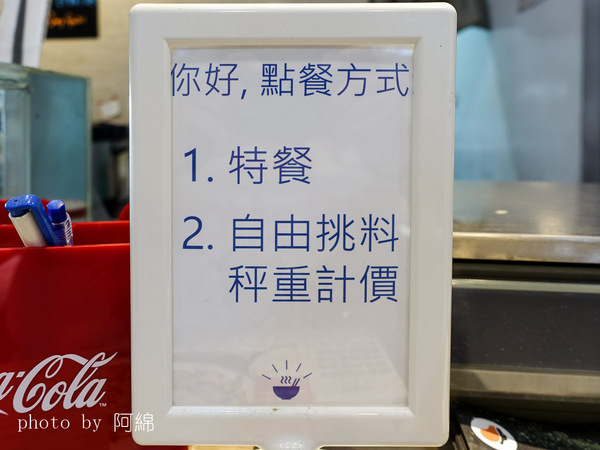 你好, 點餐方式
1. 特餐
2. 自由挑料
秤重計價
Coca-Cola
photo by 阿綿